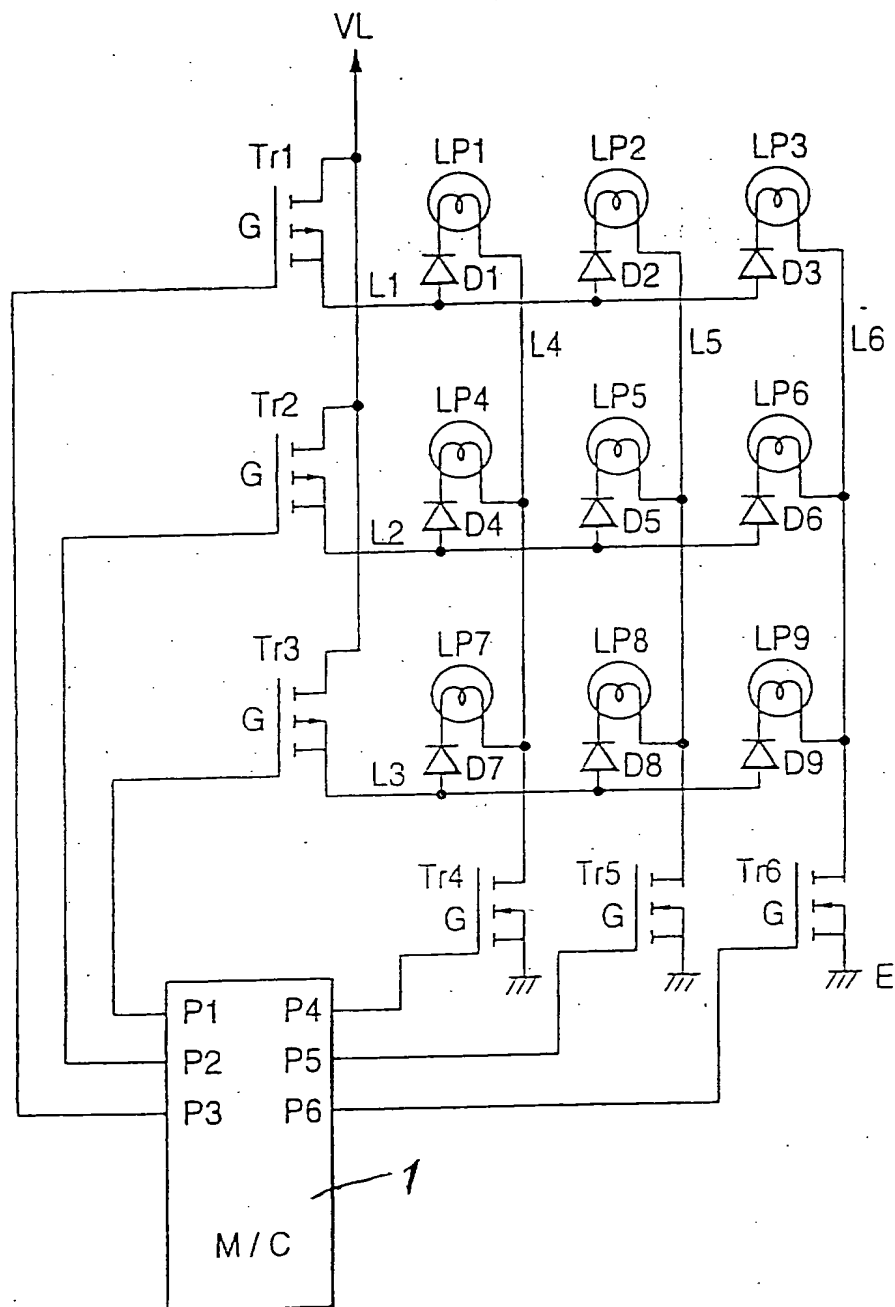 VL
Tr1 LP1 LP2 LP3
G
L1 D1 D2 D3
L4 L5 L6
Tr2 LP4 LP5 LP6
G
L2 D4 D5 D6
Tr3 LP7 LP8 LP9
G
L3 D7 D8 D9
Tr4 Tr5 Tr6
G G G
E
P1 P4
P2 P5
P3 P6
1
M / C